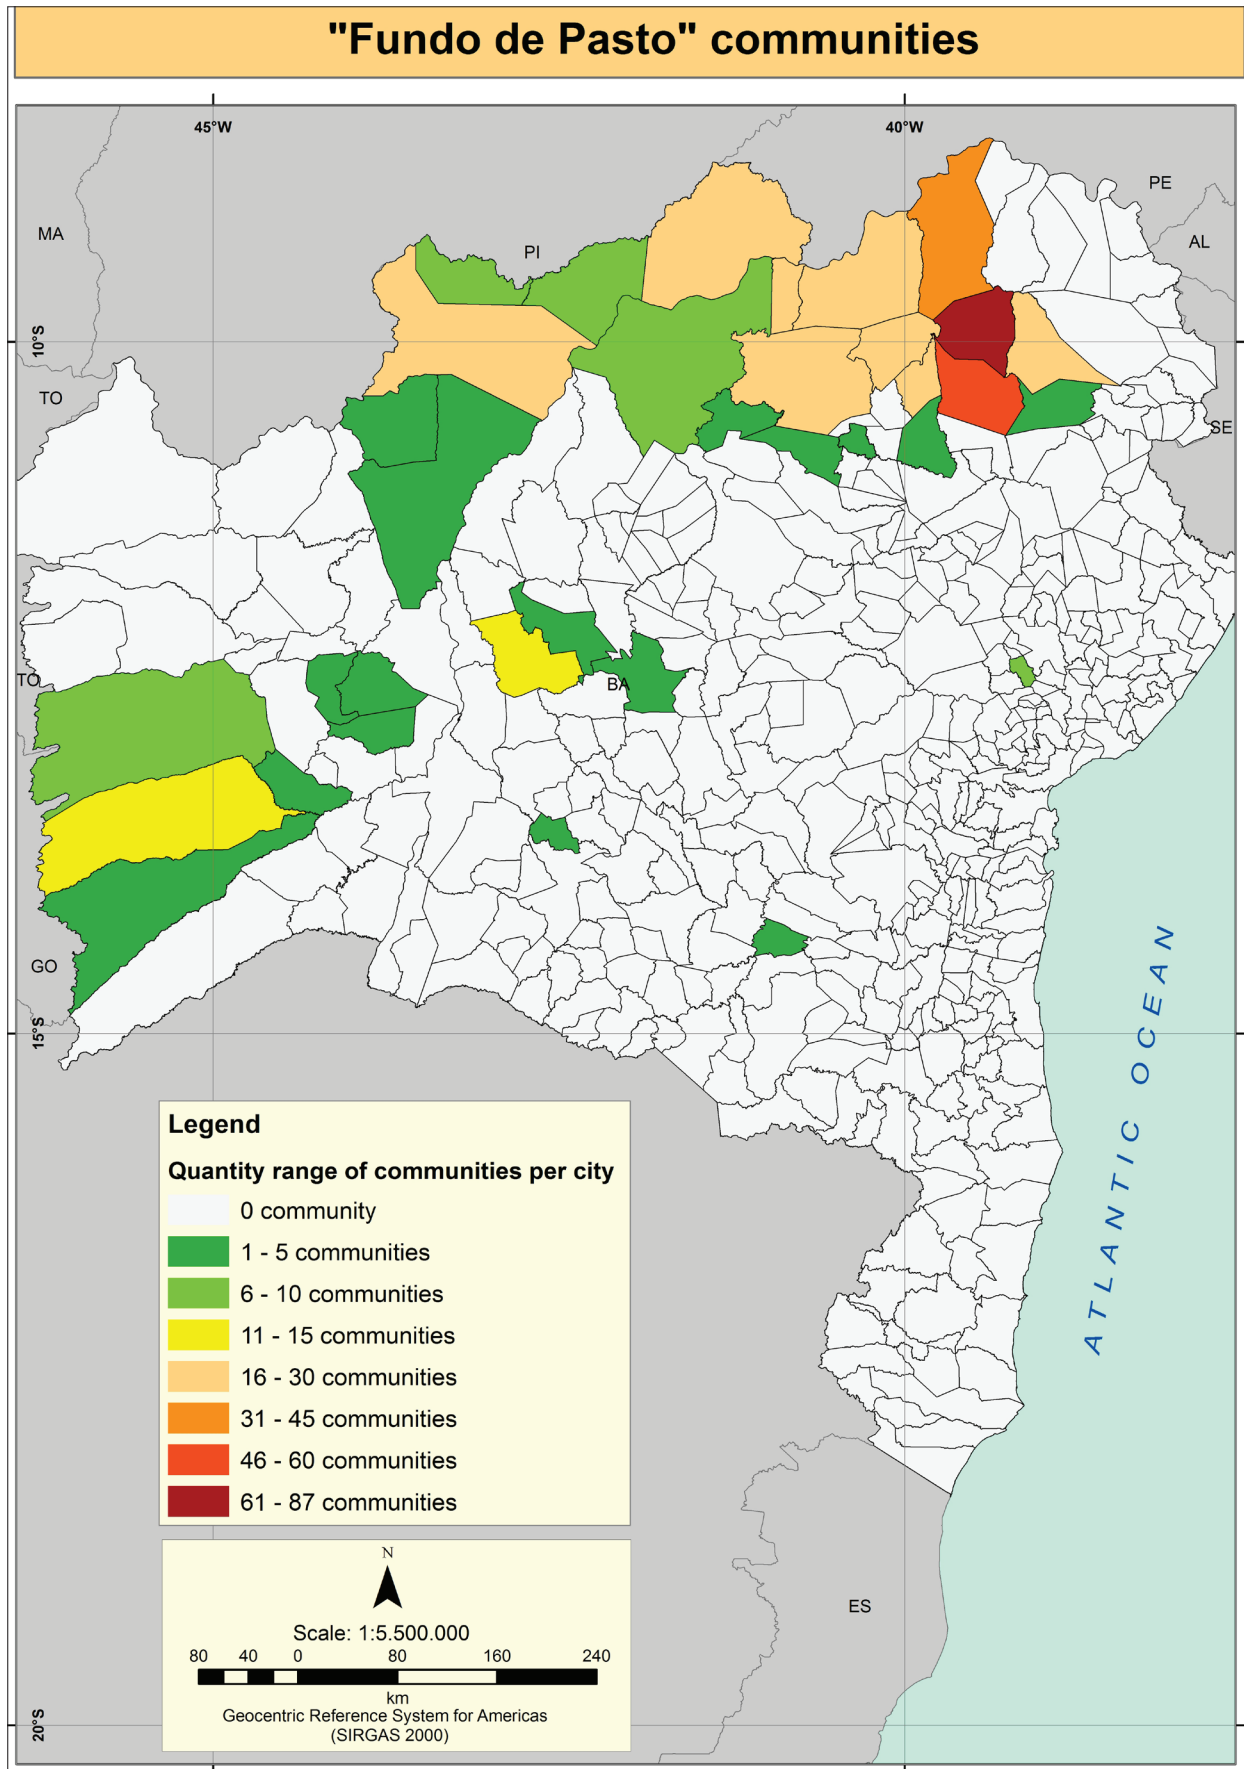 "Fundo de Pasto" communities
45°W
40°W
PE
MA
AL
PI
10°S
TO
SE
TO
BA
GO
15°S
ATLANTIC OCEAN
Legend
Quantity range of communities per city
0 community
1 - 5 communities
6 - 10 communities
11 - 15 communities
16 - 30 communities
31 - 45 communities
46 - 60 communities
61 - 87 communities
N
Scale: 1:5.500.000
80 40 0 80 160 240
km
Geocentric Reference System for Americas
(SIRGAS 2000)
ES
20°S